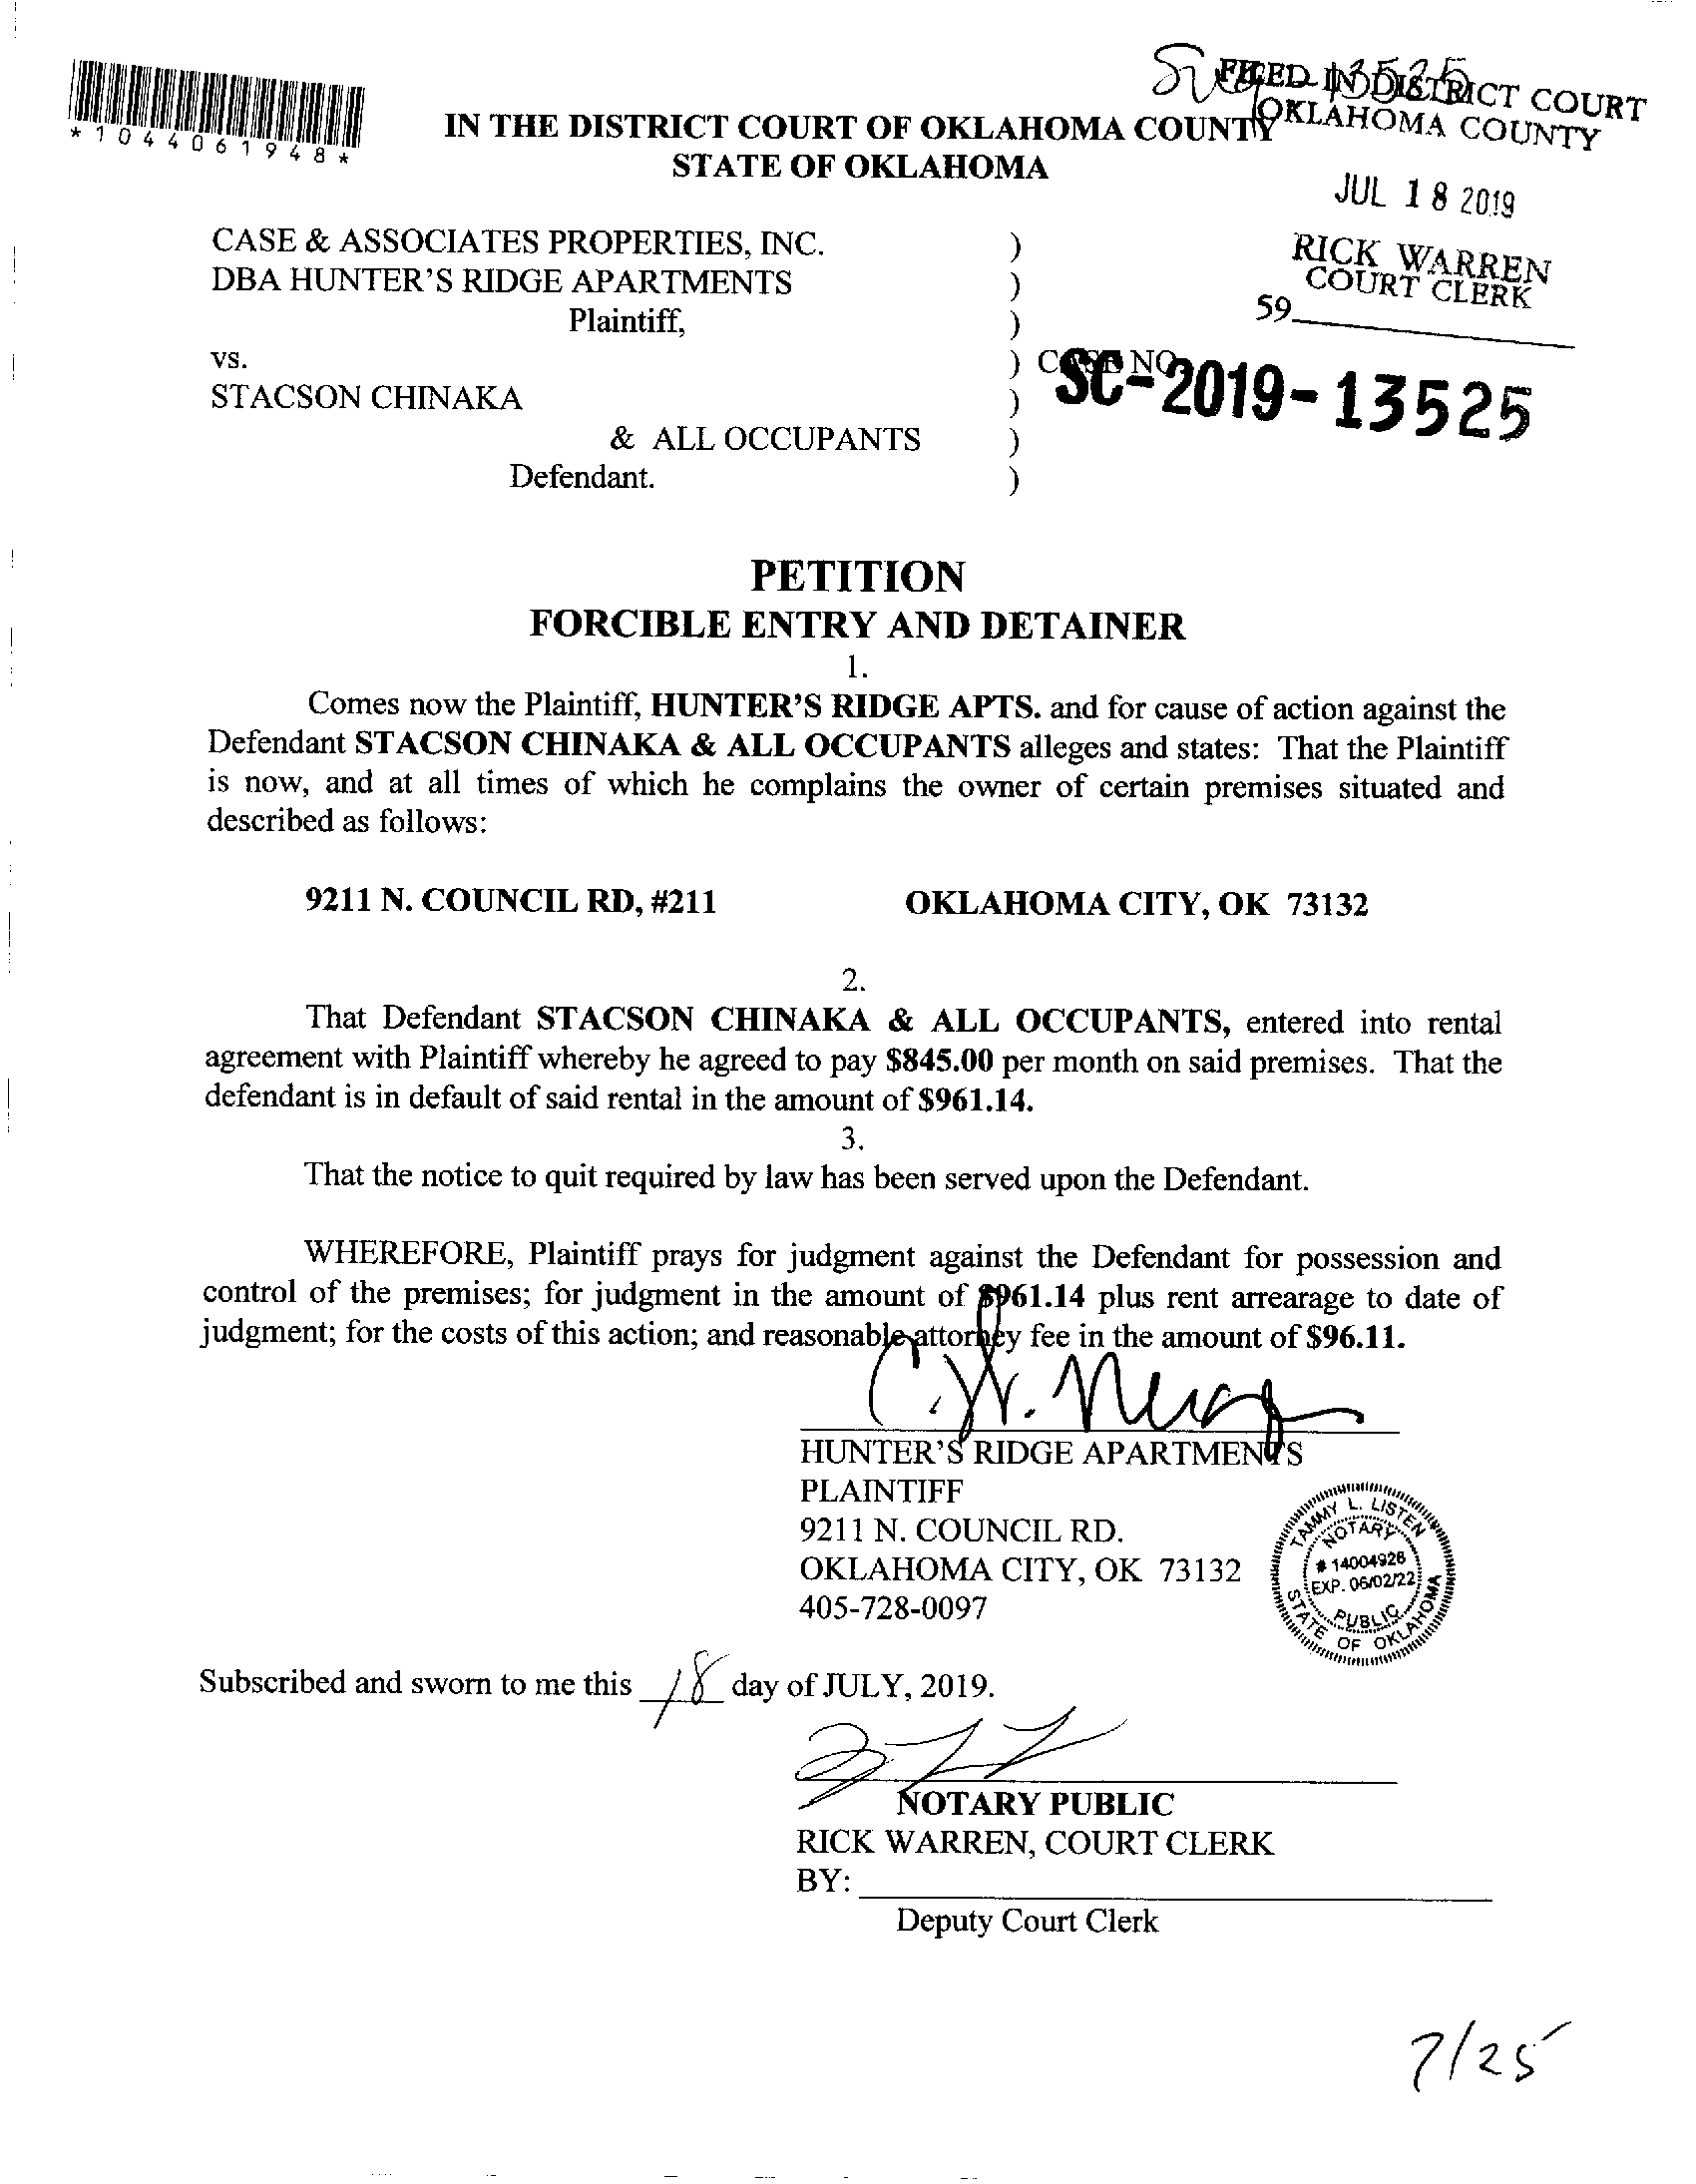 *1044061948*
FILED IN DISTRICT COURT
OKLAHOMA COUNTY
IN THE DISTRICT COURT OF OKLAHOMA COUNTY
STATE OF OKLAHOMA
JUL 18 2019
RICK WARREN
COURT CLERK
59
CASE & ASSOCIATES PROPERTIES, INC. )
DBA HUNTER'S RIDGE APARTMENTS )
Plaintiff, )
vs. ) CASE NO
SC-2019-13525
STACSON CHINAKA )
& ALL OCCUPANTS )
Defendant. )
PETITION
FORCIBLE ENTRY AND DETAINER
1.
Comes now the Plaintiff, HUNTER'S RIDGE APTS. and for cause of action against the
Defendant STACSON CHINAKA & ALL OCCUPANTS alleges and states: That the Plaintiff
is now, and at all times of which he complains the owner of certain premises situated and
described as follows:
9211 N. COUNCIL RD, #211 OKLAHOMA CITY, OK 73132
2.
That Defendant STACSON CHINAKA & ALL OCCUPANTS, entered into rental
agreement with Plaintiff whereby he agreed to pay $845.00 per month on said premises. That the
defendant is in default of said rental in the amount of $961.14.
3.
That the notice to quit required by law has been served upon the Defendant.
WHEREFORE, Plaintiff prays for judgment against the Defendant for possession and
control of the premises; for judgment in the amount of $961.14 plus rent arrearage to date of
judgment; for the costs of this action; and reasonable attorney fee in the amount of $96.11.
HUNTER'S RIDGE APARTMENTS
PLAINTIFF
9211 N. COUNCIL RD.
OKLAHOMA CITY, OK 73132
405-728-0097
TAMMY L. LISTEN
NOTARY
# 14004926
EXP. 06/02/22
PUBLIC
STATE OF OKLAHOMA
Subscribed and sworn to me this 18 day of JULY, 2019.
NOTARY PUBLIC
RICK WARREN, COURT CLERK
BY:
Deputy Court Clerk
7/25